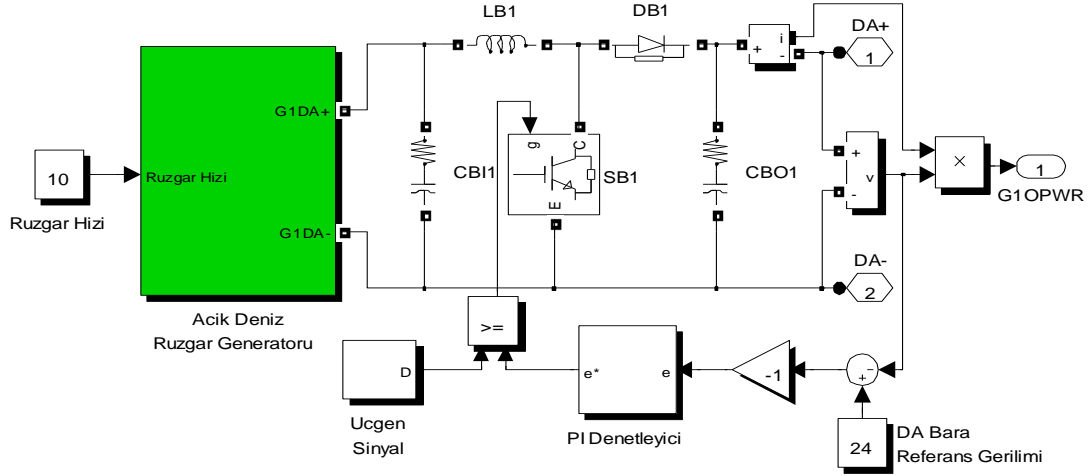 LB1
DB1
DA+
1
i
+
-
G1DA+
10
Ruzgar Hizi
Ruzgar Hizi
G1DA-
CBI1
g
C
E
SB1
CBO1
+
v
-
×
1
G1OPWR
DA-
2
Acik Deniz
Ruzgar Generatoru
>=
D
Ucgen
Sinyal
e*
e
PI Denetleyici
-1
+
-
24
DA Bara
Referans Gerilimi